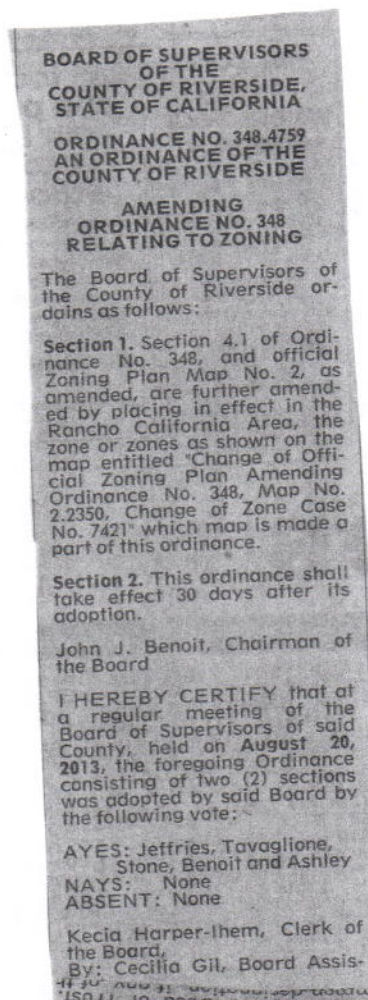 BOARD OF SUPERVISORS
OF THE
COUNTY OF RIVERSIDE,
STATE OF CALIFORNIA
ORDINANCE NO. 348.4759
AN ORDINANCE OF THE
COUNTY OF RIVERSIDE
AMENDING
ORDINANCE NO. 348
RELATING TO ZONING
The Board of Supervisors of
the County of Riverside or-
dains as follows:
Section 1. Section 4.1 of Ordi-
nance No. 348, and official
Zoning Plan Map No. 2, as
amended, are further amend-
ed by placing in effect in the
Rancho California Area, the
zone or zones as shown on the
map entitled "Change of Offi-
cial Zoning Plan Amending
Ordinance No. 348, Map No.
2.2350, Change of Zone Case
No. 7421" which map is made a
part of this ordinance.
Section 2. This ordinance shall
take effect 30 days after its
adoption.
John J. Benoit, Chairman of
the Board
I HEREBY CERTIFY that at
a regular meeting of the
Board of Supervisors of said
County, held on August 20,
2013, the foregoing Ordinance
consisting of two (2) sections
was adopted by said Board by
the following vote:
AYES: Jeffries, Tavaglione,
Stone, Benoit and Ashley
NAYS: None
ABSENT: None
Kecia Harper-Ihem, Clerk of
the Board,
By: Cecilia Gil, Board Assis-